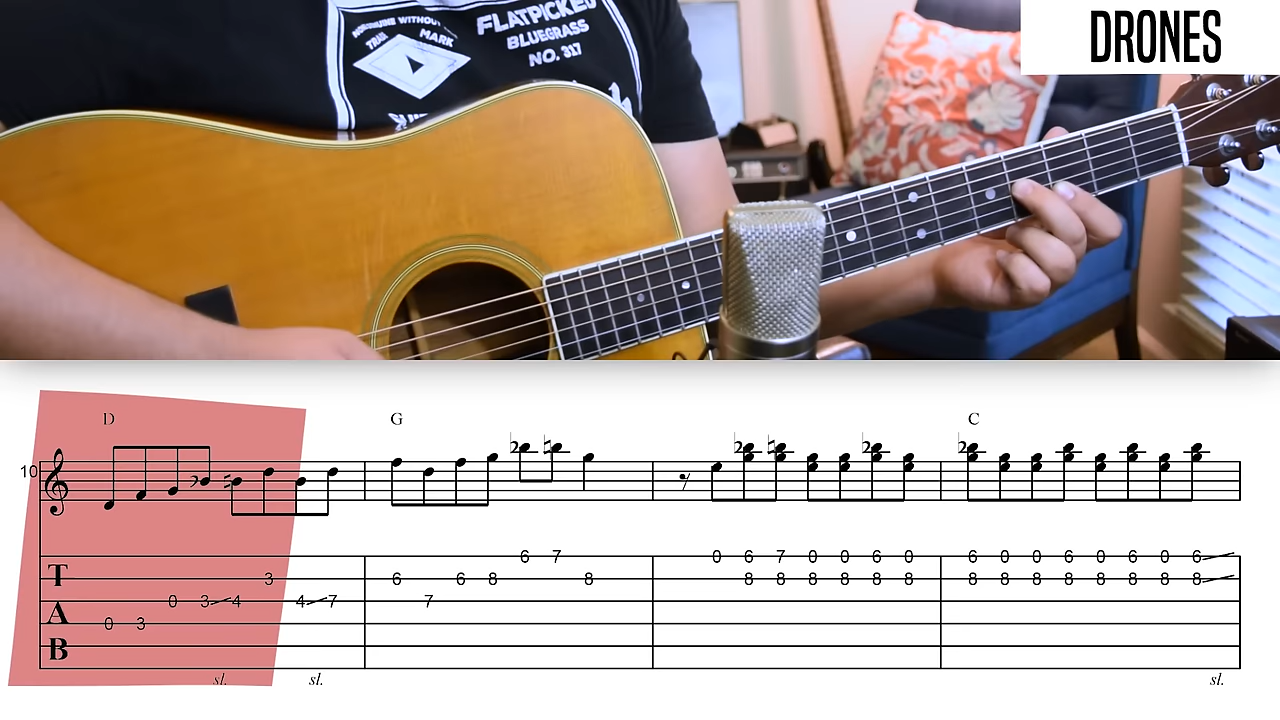 DRONES
FLATPICKED
BLUEGRASS
NO. 317
TRADE MARK
D G C
10
6 7 0 6 7 0 0 6 0 6 0 0 6 0 6 0 6
3 6 6 8 8 8 8 8 8 8 8 8 8 8 8 8 8 8 8 8
T
0 3 4 4 7 7
A
0 3
B
sl. sl. sl.